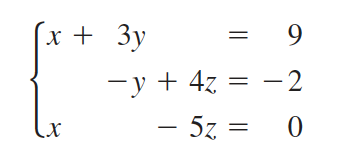 x + 3y = 9
−y + 4z = −2
x − 5z = 0